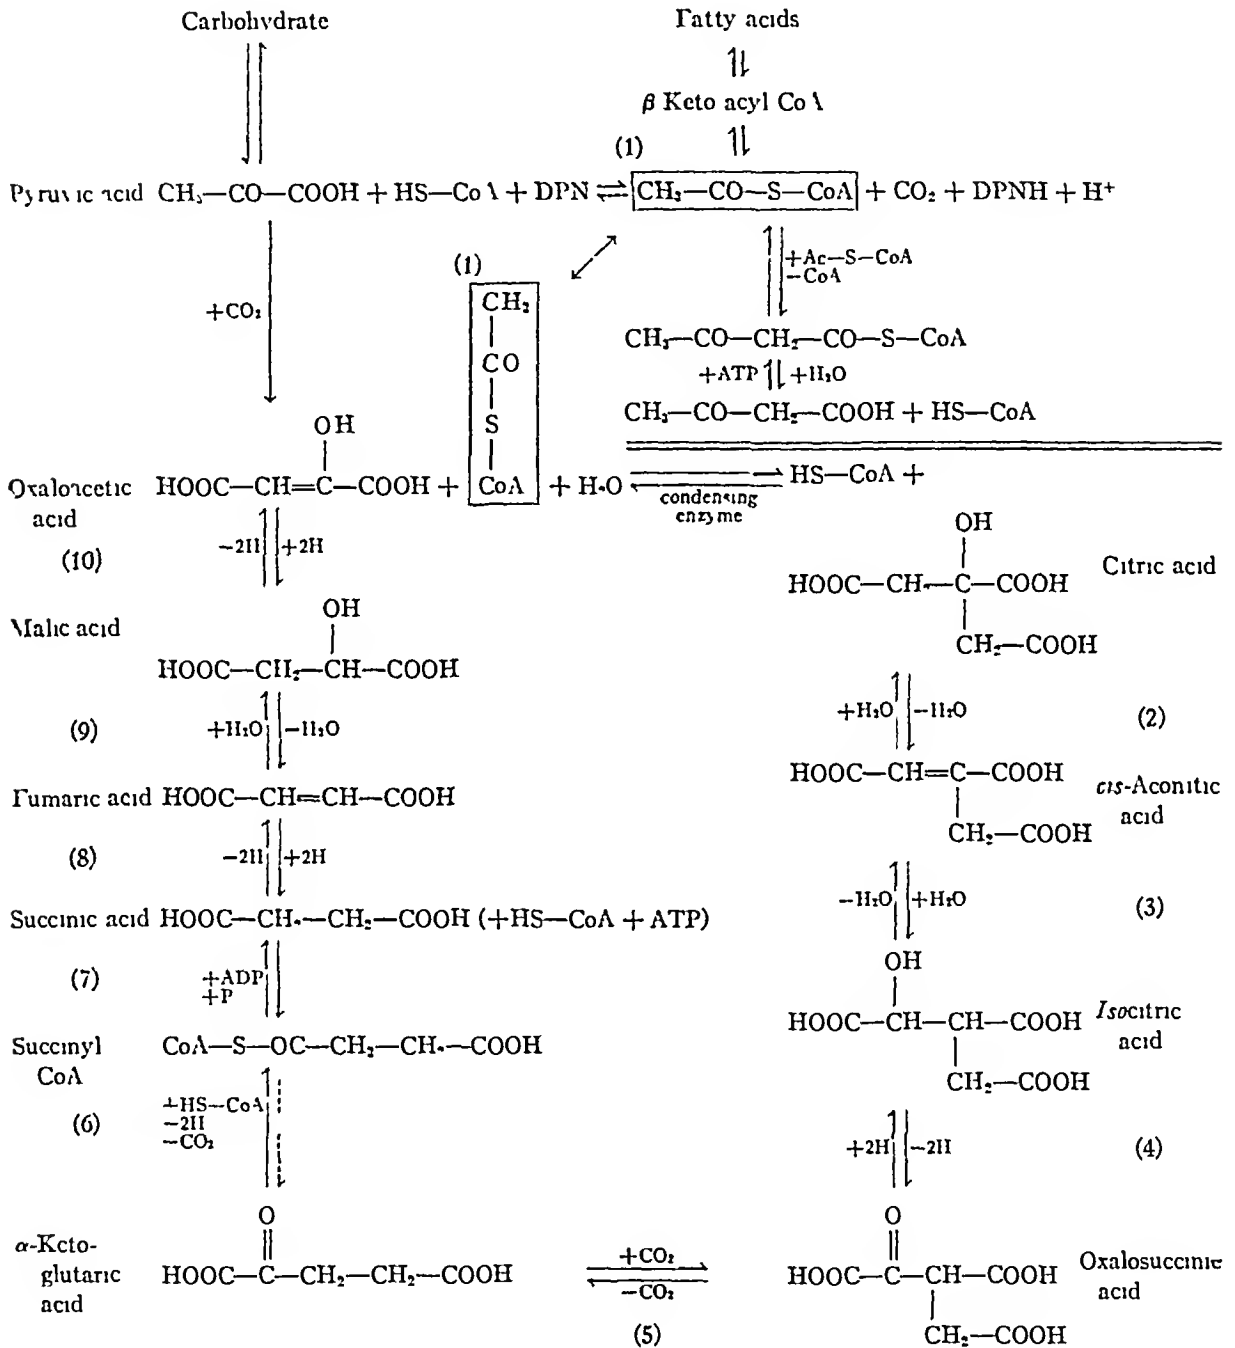 Carbohydrate
Fatty acids
β Keto acyl CoA
(1)
Pyruvic acid CH₃—CO—COOH + HS—CoA + DPN ⇌ CH₃—CO—S—CoA + CO₂ + DPNH + H⁺
+Ac—S—CoA
—CoA
(1)
+CO₂
CH₂
CO
S
CoA
CH₃—CO—CH₂—CO—S—CoA
+ATP +H₂O
CH₃—CO—CH₂—COOH + HS—CoA
OH
Oxaloacetic acid
HOOC—CH=C—COOH + + H₂O ⇌ HS—CoA +
condensing enzyme
(10)
−2H +2H
OH
Citric acid
HOOC—CH₂—C—COOH
CH₂—COOH
Malic acid
OH
HOOC—CH₂—CH—COOH
(9)
+H₂O −H₂O
+H₂O −H₂O
(2)
Fumaric acid HOOC—CH=CH—COOH
HOOC—CH=C—COOH
CH₂—COOH
cis-Aconitic acid
(8)
−2H +2H
−H₂O +H₂O
(3)
Succinic acid HOOC—CH₂—CH₂—COOH (+HS—CoA + ATP)
(7)
+ADP
+P
OH
HOOC—CH—CH—COOH
CH₂—COOH
Isocitric acid
Succinyl CoA
CoA—S—OC—CH₂—CH₂—COOH
(6)
+HS—CoA
−2H
−CO₂
+2H −2H
(4)
α-Keto-
glutaric
acid
O
HOOC—C—CH₂—CH₂—COOH
+CO₂
−CO₂
(5)
O
HOOC—C—CH—COOH
CH₂—COOH
Oxalosuccinic
acid